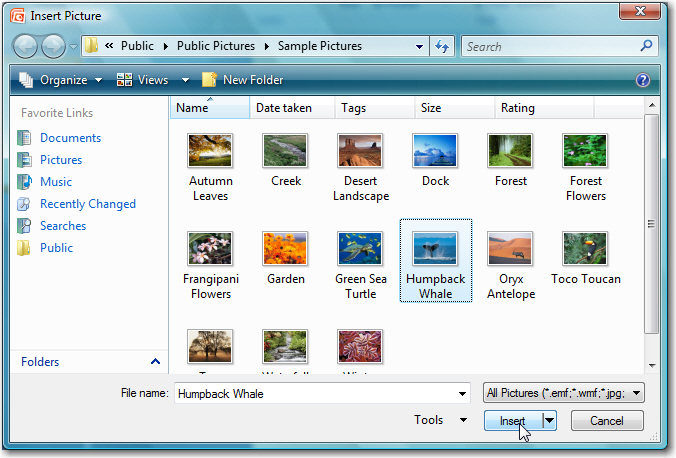 Insert Picture
« Public Public Pictures Sample Pictures
Search
Organize Views New Folder
Favorite Links
Documents
Pictures
Music
Recently Changed
Searches
Public
Folders
Name Date taken Tags Size Rating
Autumn Creek Desert Dock Forest Forest
Leaves Landscape Flowers
Frangipani Garden Green Sea Humpback Oryx Toco Toucan
Flowers Turtle Whale Antelope
File name: Humpback Whale All Pictures (*.emf;*.wmf;*.jpg;
Tools Insert Cancel